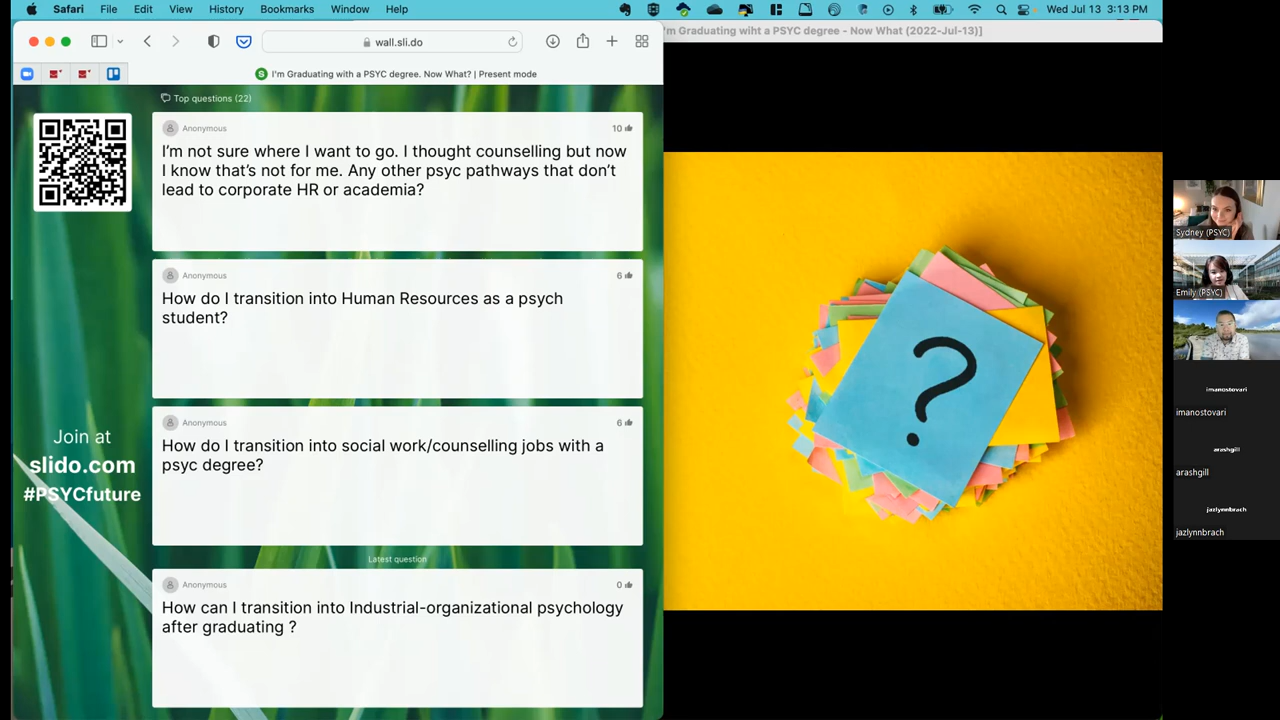 Safari File Edit View History Bookmarks Window Help Wed Jul 13 3:13 PM
'm Graduating wiht a PSYC degree - Now What (2022-Jul-13)]
wall.sli.do
S I'm Graduating with a PSYC degree. Now What? | Present mode
Top questions (22)
Anonymous 10
I'm not sure where I want to go. I thought counselling but now
I know that's not for me. Any other psyc pathways that don't
lead to corporate HR or academia?
Anonymous 6
How do I transition into Human Resources as a psych
student?
Anonymous 6
How do I transition into social work/counselling jobs with a
psyc degree?
Latest question
Anonymous 0
How can I transition into Industrial-organizational psychology
after graduating ?
Join at
slido.com
#PSYCfuture
?
Sydney (PSYC)
Emily (PSYC)
imanostovari
imanostovari
arashgill
arashgill
jazlynnbrach
jazlynnbrach